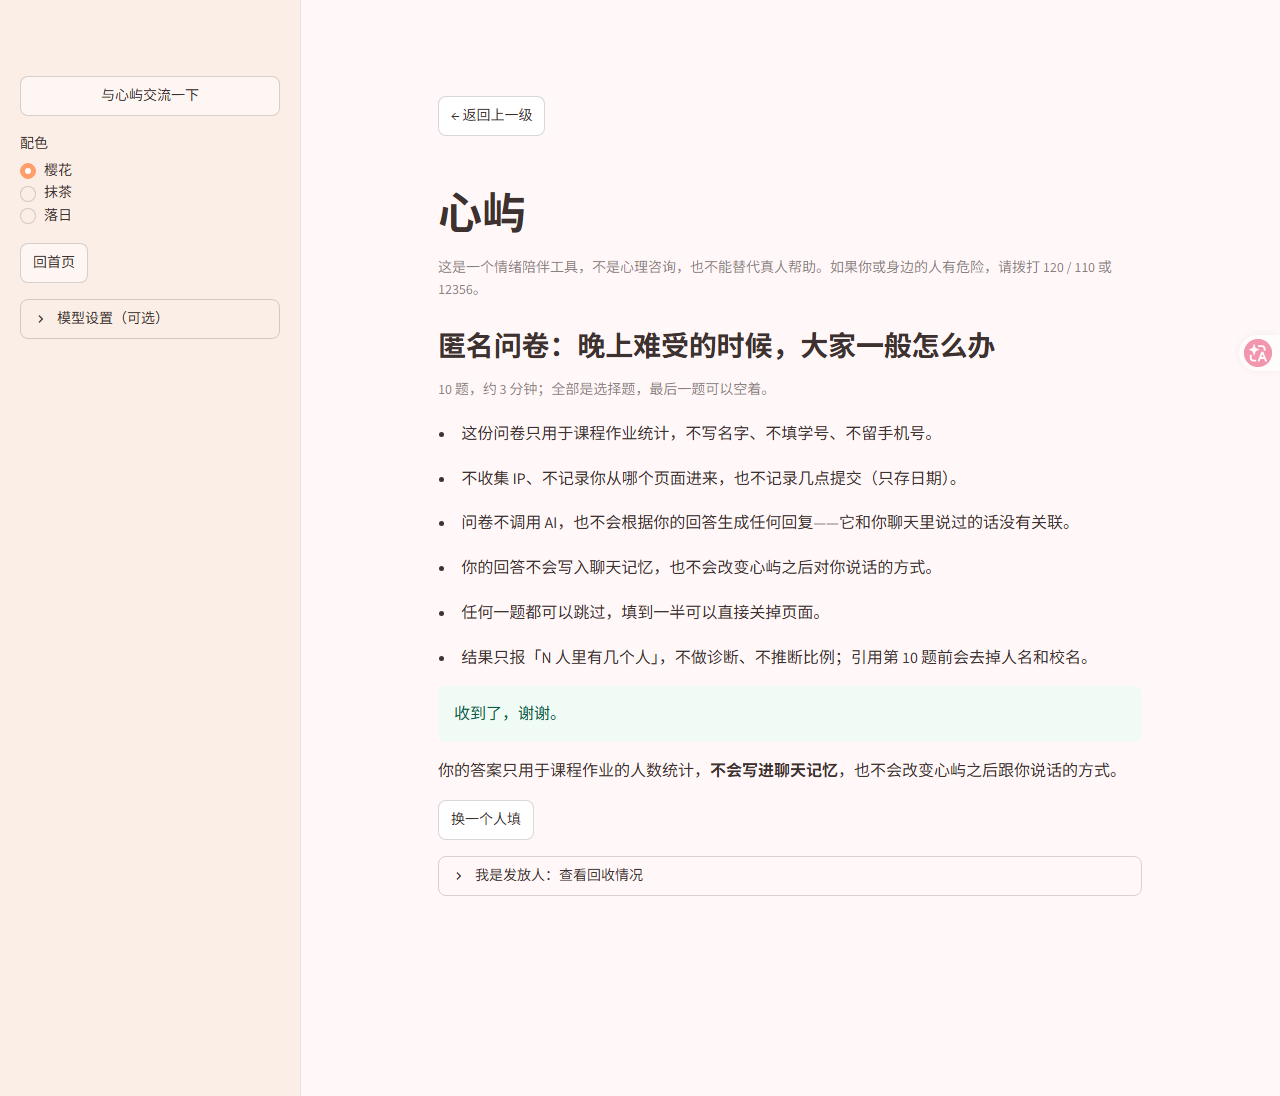 与心屿交流一下
配色
樱花
抹茶
落日
回首页
模型设置（可选）
← 返回上一级
心屿
这是一个情绪陪伴工具，不是心理咨询，也不能替代真人帮助。如果你或身边的人有危险，请拨打 120 / 110 或
12356。
匿名问卷：晚上难受的时候，大家一般怎么办
10 题，约 3 分钟；全部是选择题，最后一题可以空着。
• 这份问卷只用于课程作业统计，不写名字、不填学号、不留手机号。
• 不收集 IP、不记录你从哪个页面进来，也不记录几点提交（只存日期）。
• 问卷不调用 AI，也不会根据你的回答生成任何回复——它和你聊天里说过的话没有关联。
• 你的回答不会写入聊天记忆，也不会改变心屿之后对你说话的方式。
• 任何一题都可以跳过，填到一半可以直接关掉页面。
• 结果只报「N 人里有几个人」，不做诊断、不推断比例；引用第 10 题前会去掉人名和校名。
收到了，谢谢。
你的答案只用于课程作业的人数统计，不会写进聊天记忆，也不会改变心屿之后跟你说话的方式。
换一个人填
我是发放人：查看回收情况